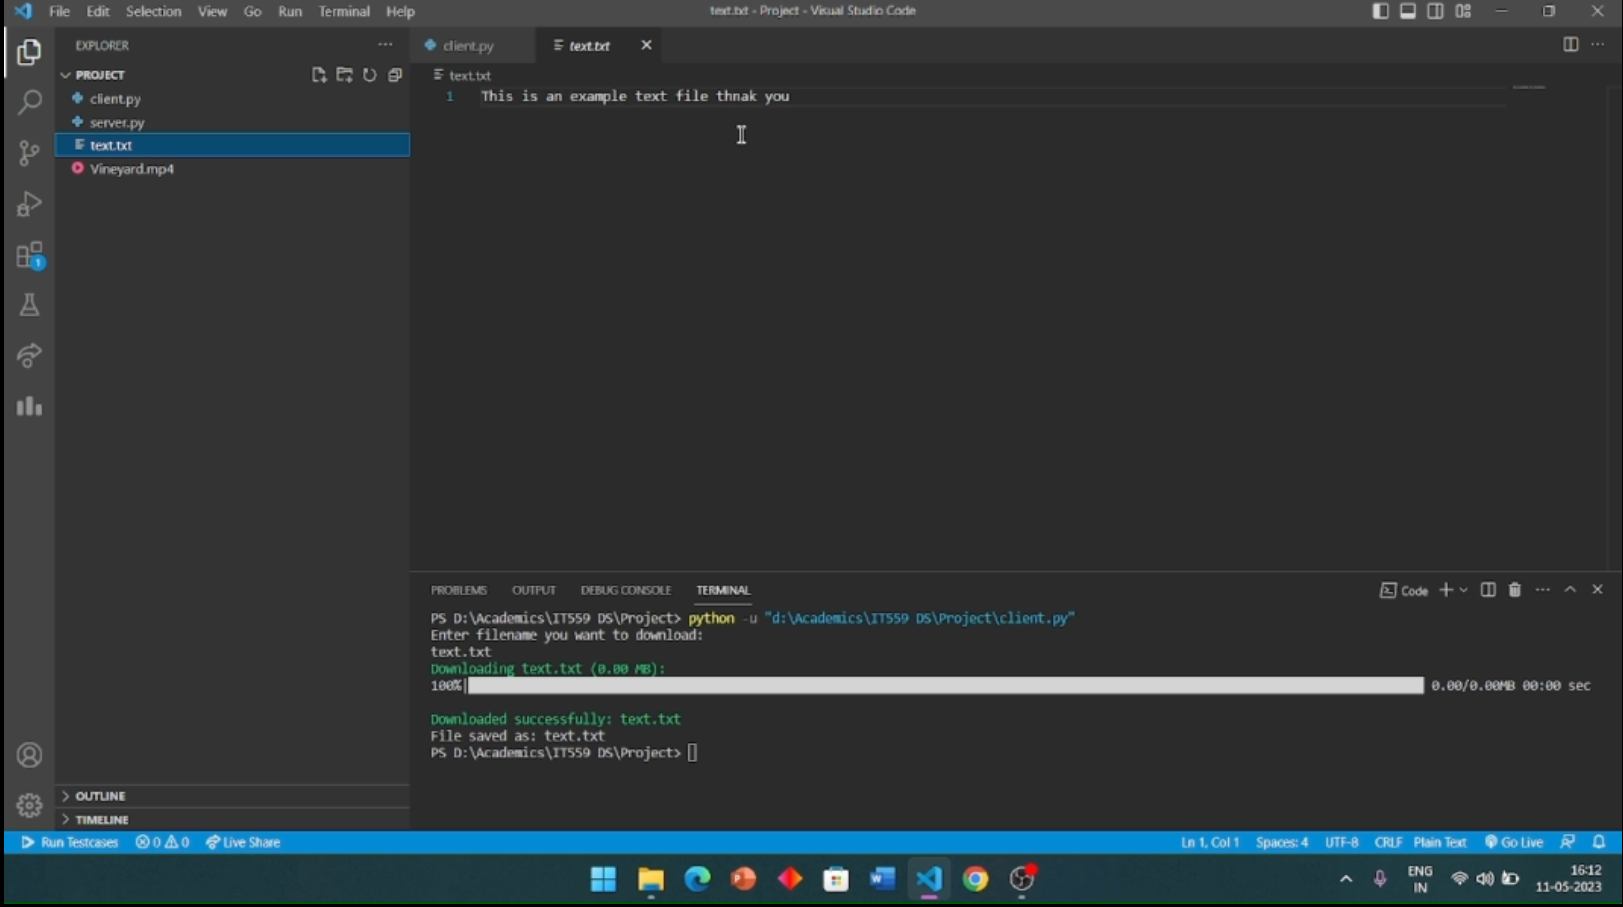 File Edit Selection View Go Run Terminal Help
text.txt - Project - Visual Studio Code
EXPLORER
PROJECT
client.py
server.py
text.txt
Vineyard.mp4
1
client.py
text.txt
text.txt
1 This is an example text file thnak you
PROBLEMS OUTPUT DEBUG CONSOLE TERMINAL
Code
PS D:\Academics\IT559 DS\Project> python -u "d:\Academics\IT559 DS\Project\client.py"
Enter filename you want to download:
text.txt
Downloading text.txt (0.00 MB):
100%| 0.00/0.00MB 00:00 sec
Downloaded successfully: text.txt
File saved as: text.txt
PS D:\Academics\IT559 DS\Project>
OUTLINE
TIMELINE
Run Testcases 0 0 Live Share
Ln 1, Col 1 Spaces: 4 UTF-8 CRLF Plain Text Go Live
ENG
IN
16:12
11-05-2023